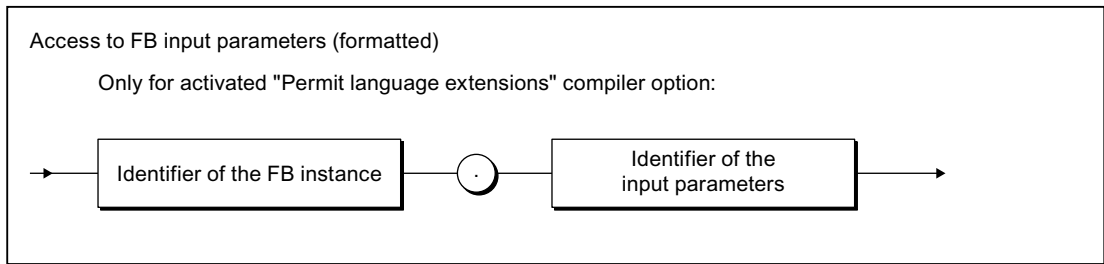 Access to FB input parameters (formatted)
Only for activated "Permit language extensions" compiler option:
Identifier of the FB instance
.
Identifier of the
input parameters